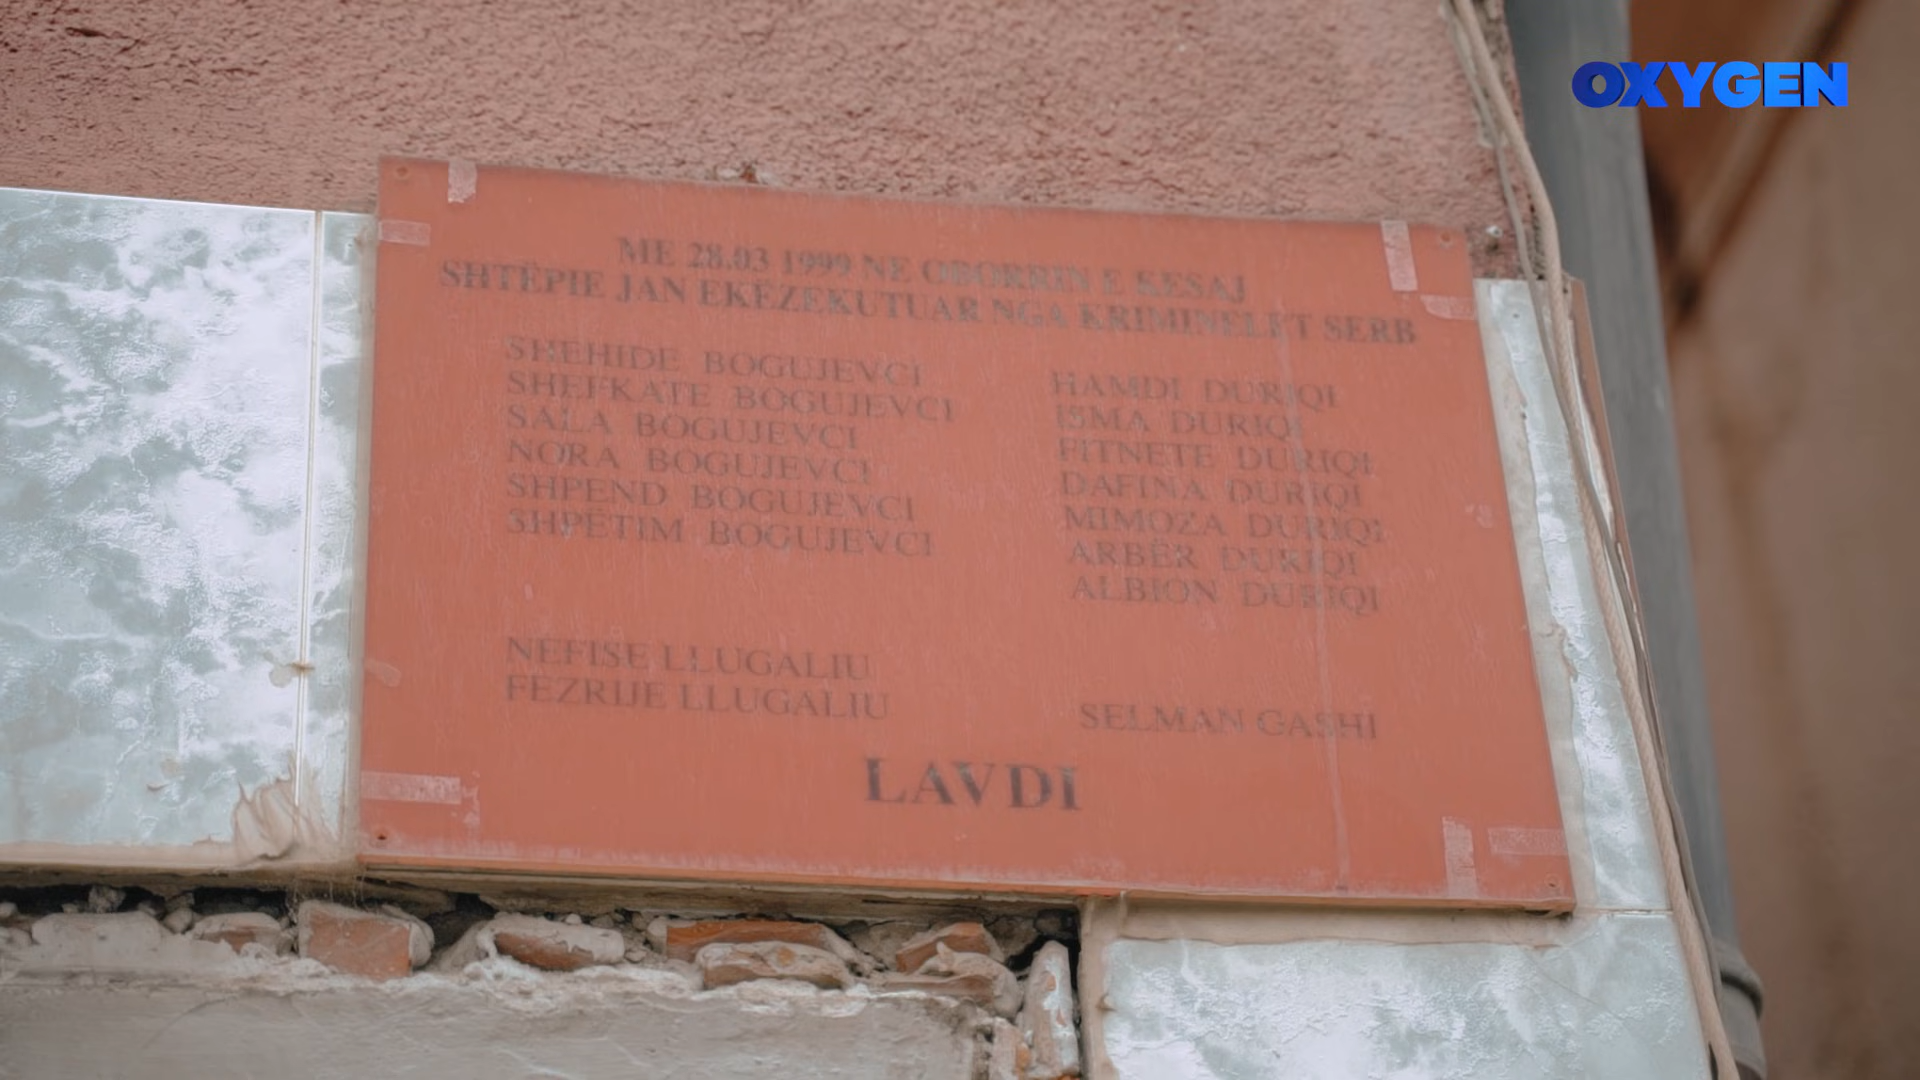 OXYGEN
ME 28.03 1999 NE OBORRIN E KESAJ
SHTËPIE JAN EKËZEKUTUAR NGA KRIMINELET SERB
SHEHIDE BOGUJEVCI
SHEFKATE BOGUJEVCI
SALA BOGUJEVCI
NORA BOGUJEVCI
SHPEND BOGUJEVCI
SHPËTIM BOGUJEVCI
HAMDI DURIQI
ISMA DURIQI
FITNETE DURIQI
DAFINA DURIQI
MIMOZA DURIQI
ARBËR DURIQI
ALBION DURIQI
NEFISE LLUGALIU
FEZRIJE LLUGALIU
SELMAN GASHI
LAVDI